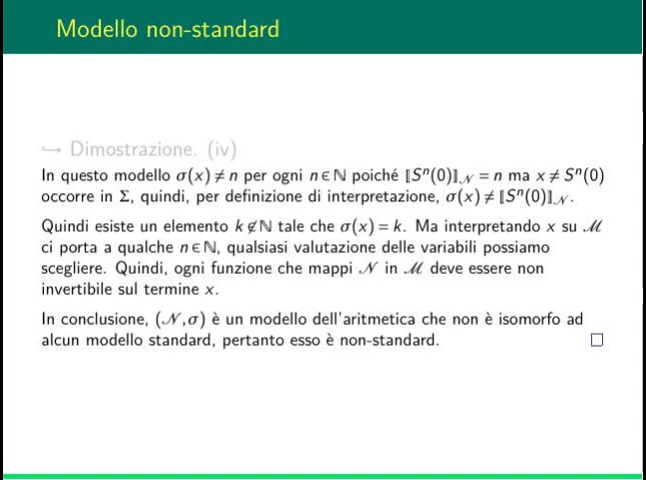 Modello non-standard
↪ Dimostrazione. (iv)
In questo modello σ(x) ≠ n per ogni n ∈ ℕ poiché ⟦Sⁿ(0)⟧𝒩 = n ma x ≠ Sⁿ(0)
occorre in Σ, quindi, per definizione di interpretazione, σ(x) ≠ ⟦Sⁿ(0)⟧𝒩.
Quindi esiste un elemento k ∉ ℕ tale che σ(x) = k. Ma interpretando x su ℳ
ci porta a qualche n ∈ ℕ, qualsiasi valutazione delle variabili possiamo
scegliere. Quindi, ogni funzione che mappi 𝒩 in ℳ deve essere non
invertibile sul termine x.
In conclusione, (𝒩,σ) è un modello dell'aritmetica che non è isomorfo ad
alcun modello standard, pertanto esso è non-standard. □